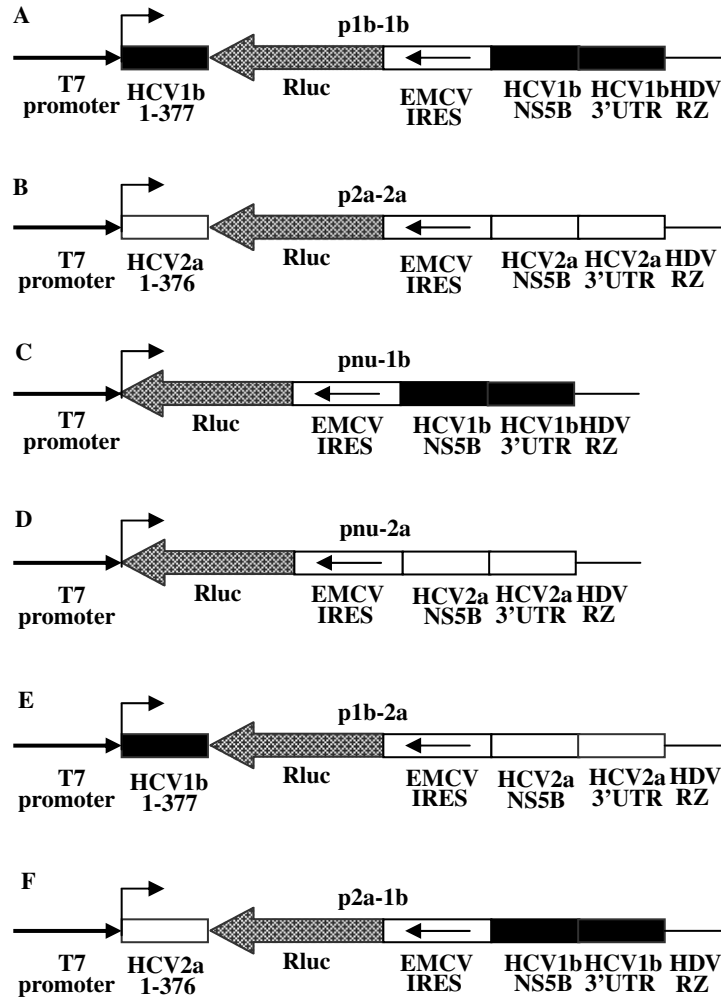 A
p1b-1b
T7 promoter
HCV1b 1-377
Rluc
EMCV IRES
HCV1b NS5B
HCV1b 3'UTR
HDV RZ
B
p2a-2a
T7 promoter
HCV2a 1-376
Rluc
EMCV IRES
HCV2a NS5B
HCV2a 3'UTR
HDV RZ
C
pnu-1b
T7 promoter
Rluc
EMCV IRES
HCV1b NS5B
HCV1b 3'UTR
HDV RZ
D
pnu-2a
T7 promoter
Rluc
EMCV IRES
HCV2a NS5B
HCV2a 3'UTR
HDV RZ
E
p1b-2a
T7 promoter
HCV1b 1-377
Rluc
EMCV IRES
HCV2a NS5B
HCV2a 3'UTR
HDV RZ
F
p2a-1b
T7 promoter
HCV2a 1-376
Rluc
EMCV IRES
HCV1b NS5B
HCV1b 3'UTR
HDV RZ